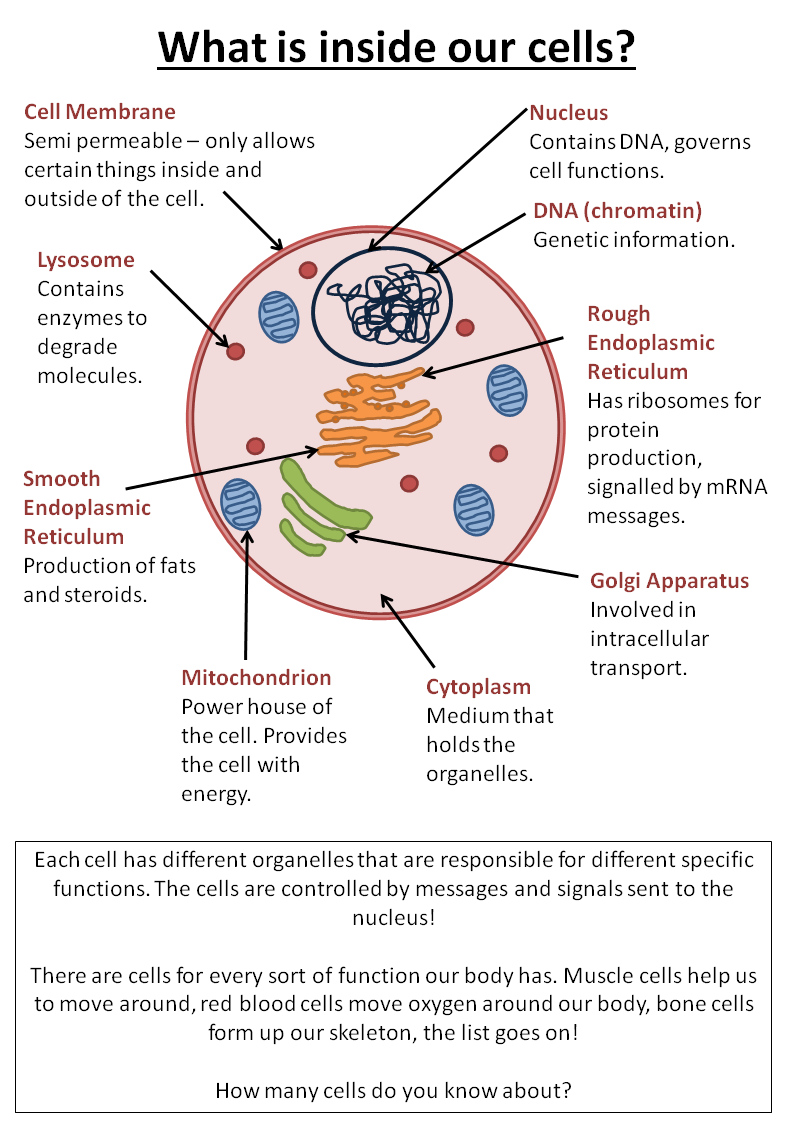 What is inside our cells?
Cell Membrane
Semi permeable – only allows
certain things inside and
outside of the cell.
Nucleus
Contains DNA, governs
cell functions.
DNA (chromatin)
Genetic information.
Lysosome
Contains
enzymes to
degrade
molecules.
Rough
Endoplasmic
Reticulum
Has ribosomes for
protein
production,
signalled by mRNA
messages.
Smooth
Endoplasmic
Reticulum
Production of fats
and steroids.
Golgi Apparatus
Involved in
intracellular
transport.
Mitochondrion
Power house of
the cell. Provides
the cell with
energy.
Cytoplasm
Medium that
holds the
organelles.
Each cell has different organelles that are responsible for different specific
functions. The cells are controlled by messages and signals sent to the
nucleus!
There are cells for every sort of function our body has. Muscle cells help us
to move around, red blood cells move oxygen around our body, bone cells
form up our skeleton, the list goes on!
How many cells do you know about?